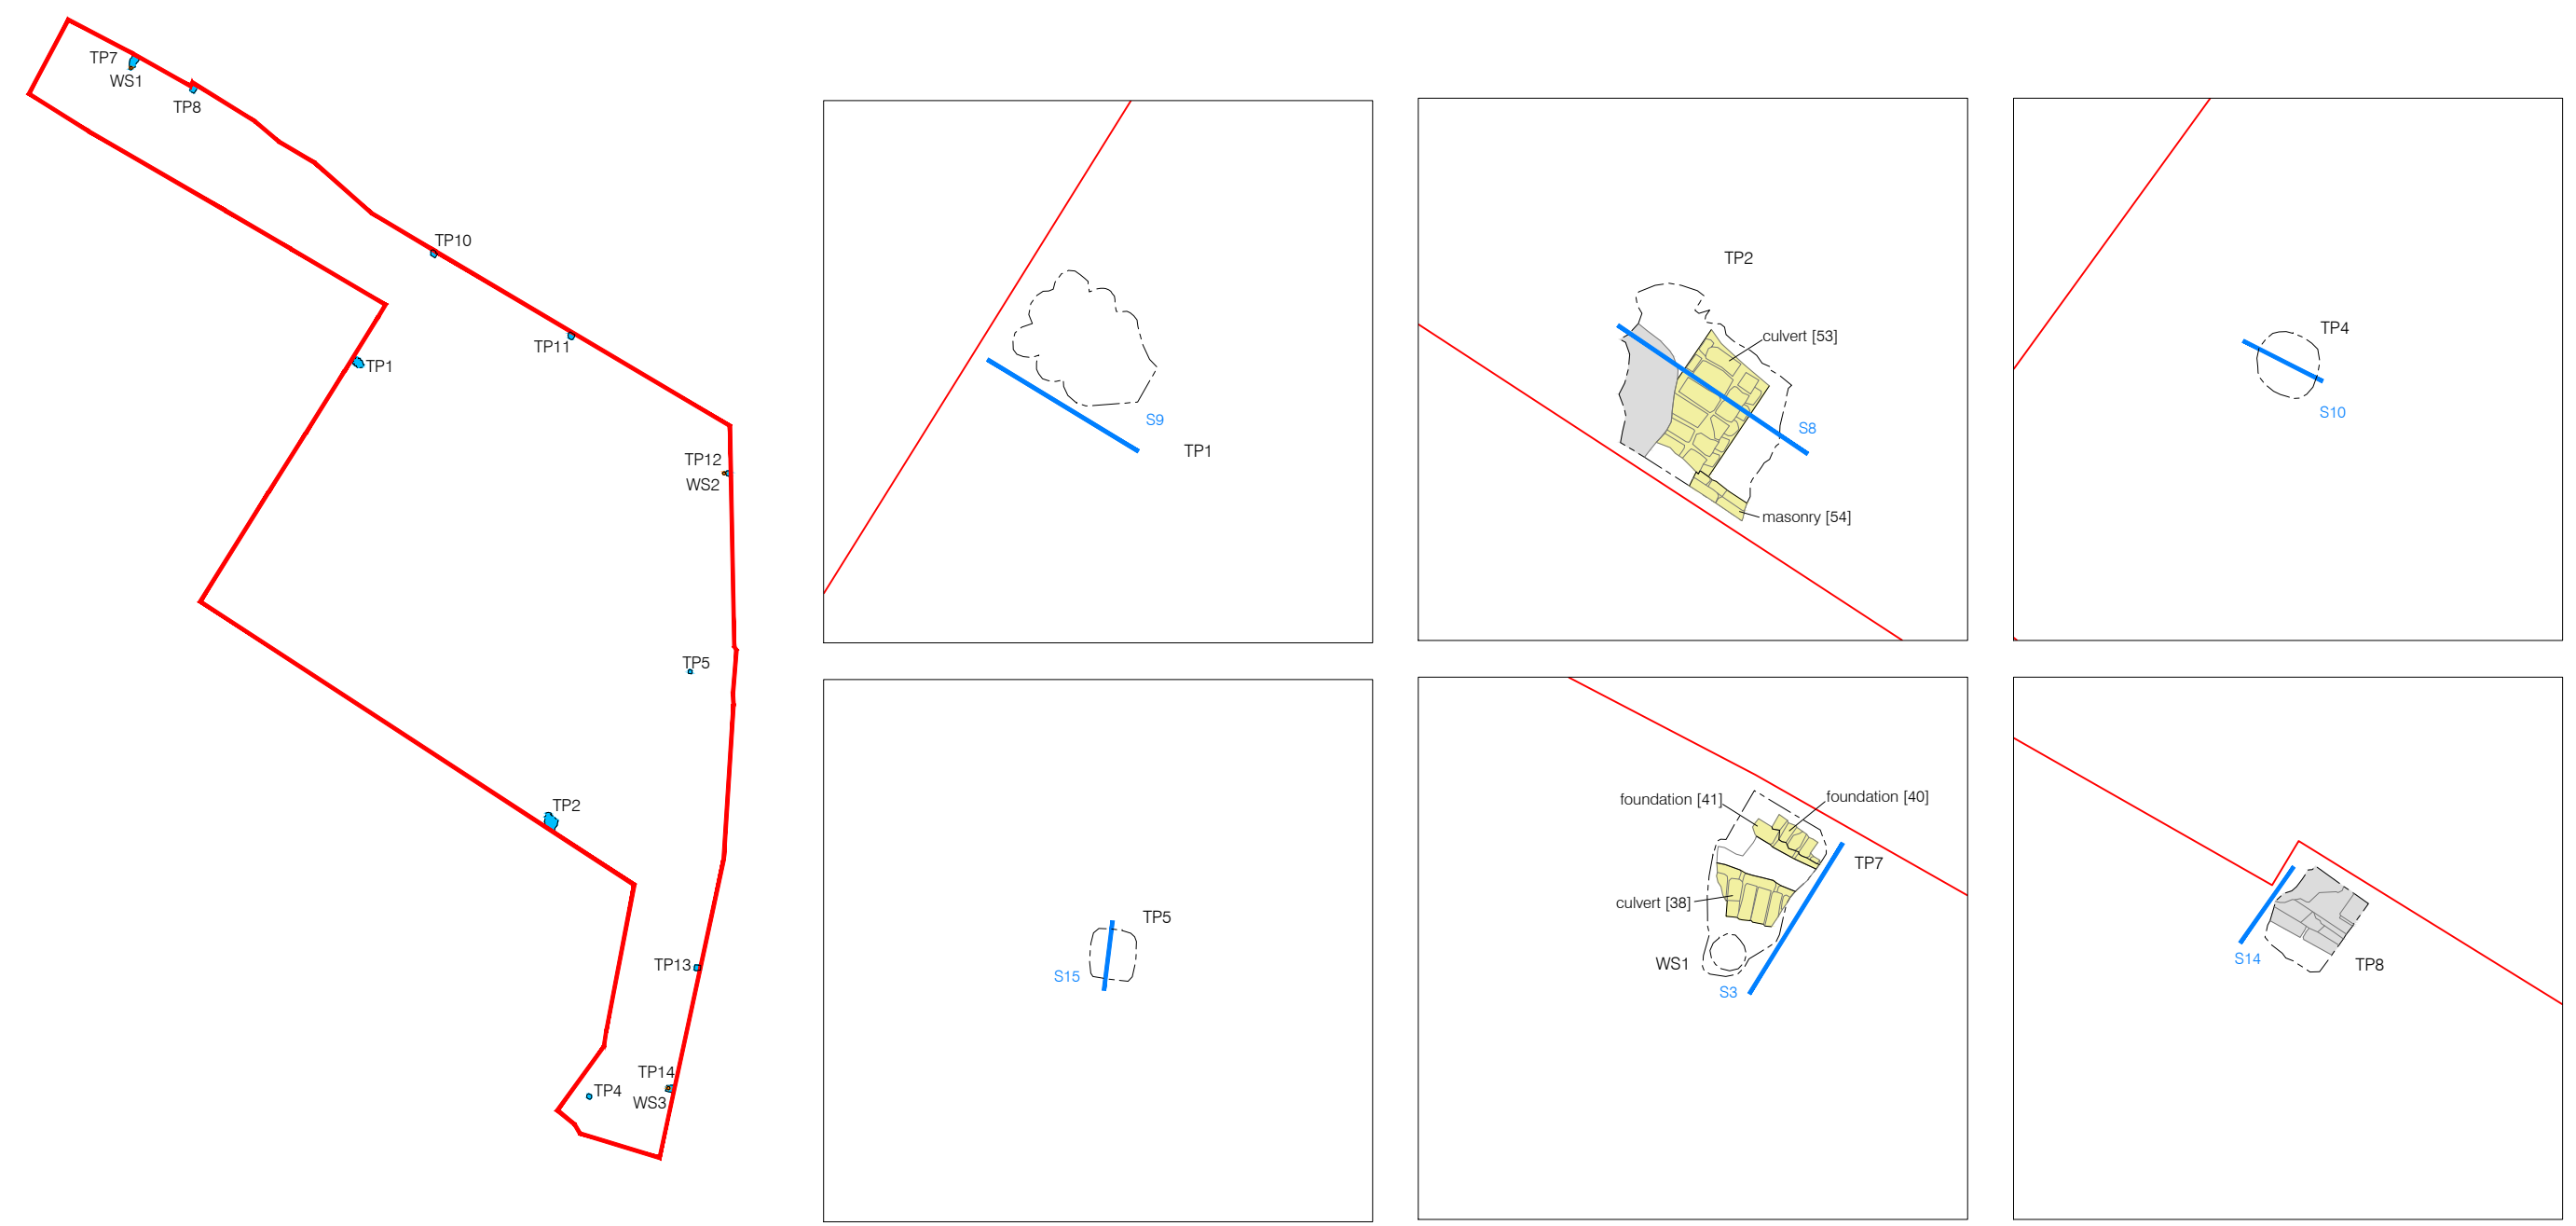 TP7
WS1
TP8
TP10
TP11
TP1
TP12
WS2
TP5
TP2
TP13
TP14
TP4
WS3
S9
TP1
TP2
culvert [53]
S8
masonry [54]
TP4
S10
TP5
S15
foundation [41]
foundation [40]
TP7
culvert [38]
WS1
S3
S14
TP8